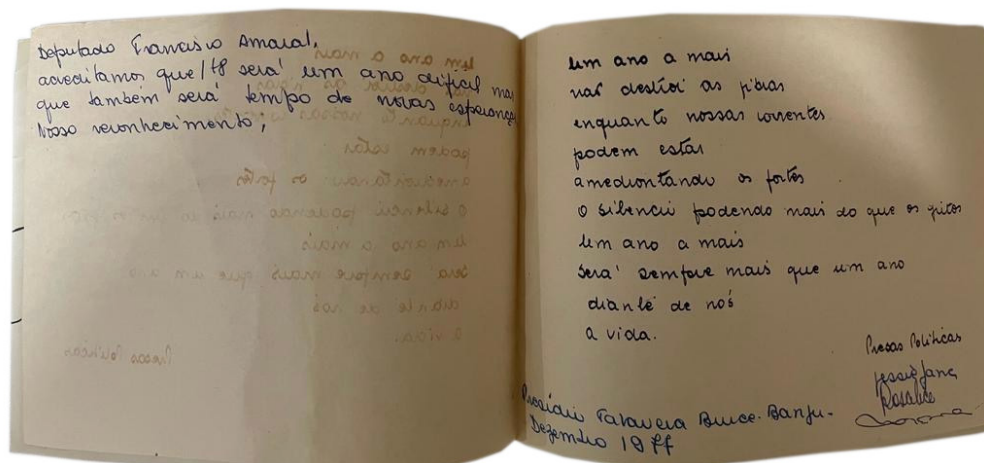 Deputado Francisco Amaral,
acreditamos que 78 será um ano difícil mas
que também será tempo de novas esperanças
Nosso reconhecimento,
um ano a mais
não destrói as
enquanto nossas correntes
podem estar
amedrontando os fortes
o silêncio podendo mais do que os gritos
um ano a mais
será sempre mais que um ano
diante de nós
a vida.
Presas Políticas
Jessie Jane
Rosalice
Presídio Talavera Bruce - Bangu -
Dezembro 1977